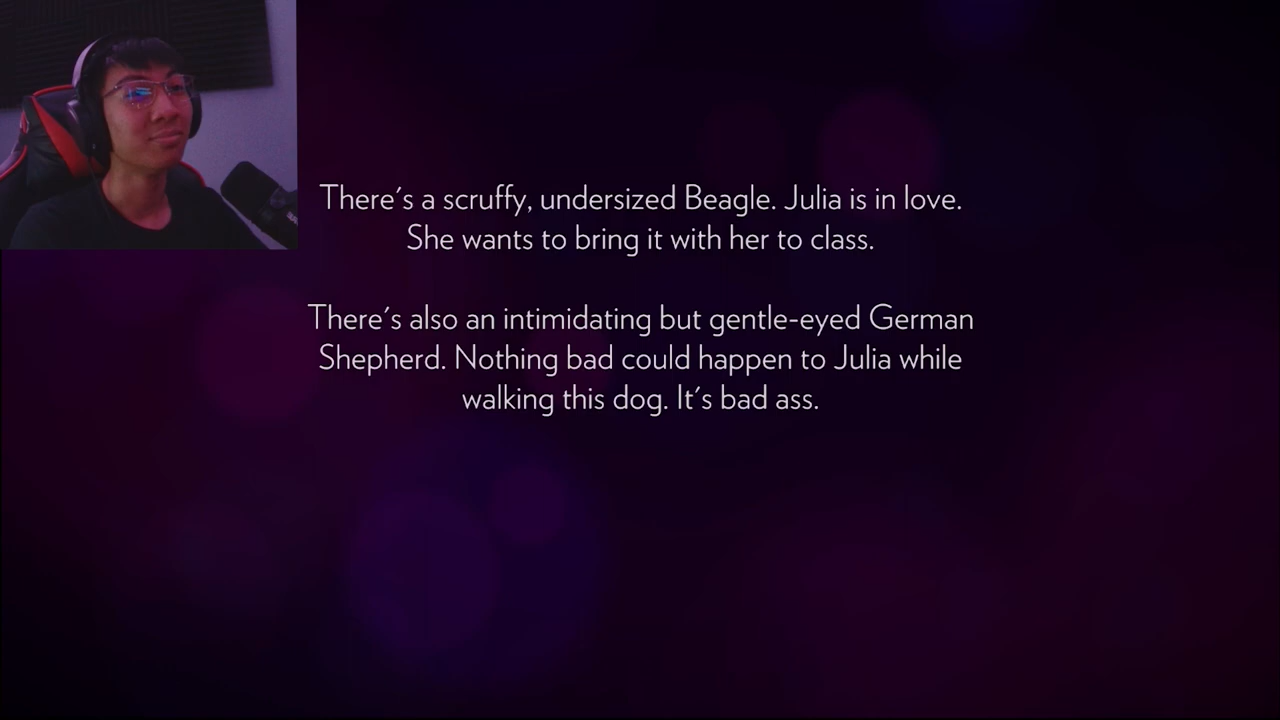 There's a scruffy, undersized Beagle. Julia is in love.
She wants to bring it with her to class.
There's also an intimidating but gentle-eyed German
Shepherd. Nothing bad could happen to Julia while
walking this dog. It's bad ass.